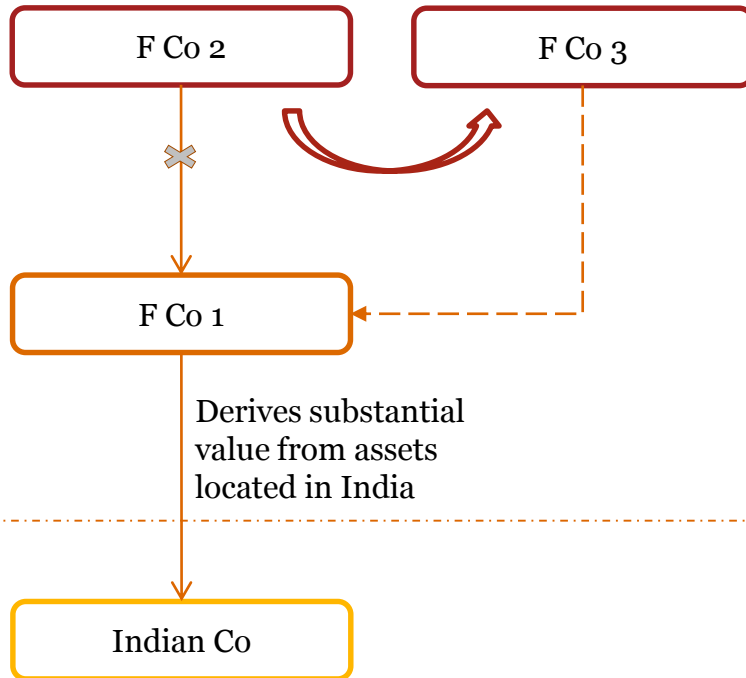 F Co 2
F Co 3
F Co 1
Derives substantial
value from assets
located in India
Indian Co